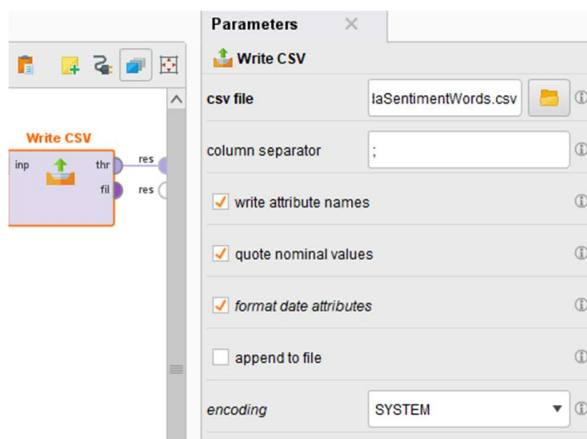 Parameters
Write CSV
csv file
laSentimentWords.csv
column separator
;
write attribute names
quote nominal values
format date attributes
append to file
encoding
SYSTEM
Write CSV
inp
thr
res
fil
res